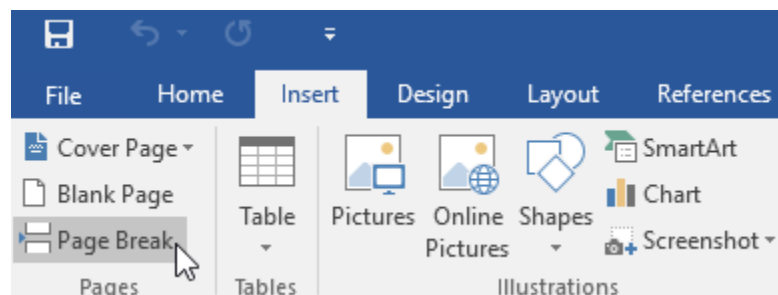 File Home Insert Design Layout References
Cover Page
Blank Page
Page Break
Pages
Table
Tables
Pictures
Online
Pictures
Shapes
SmartArt
Chart
Screenshot
Illustrations